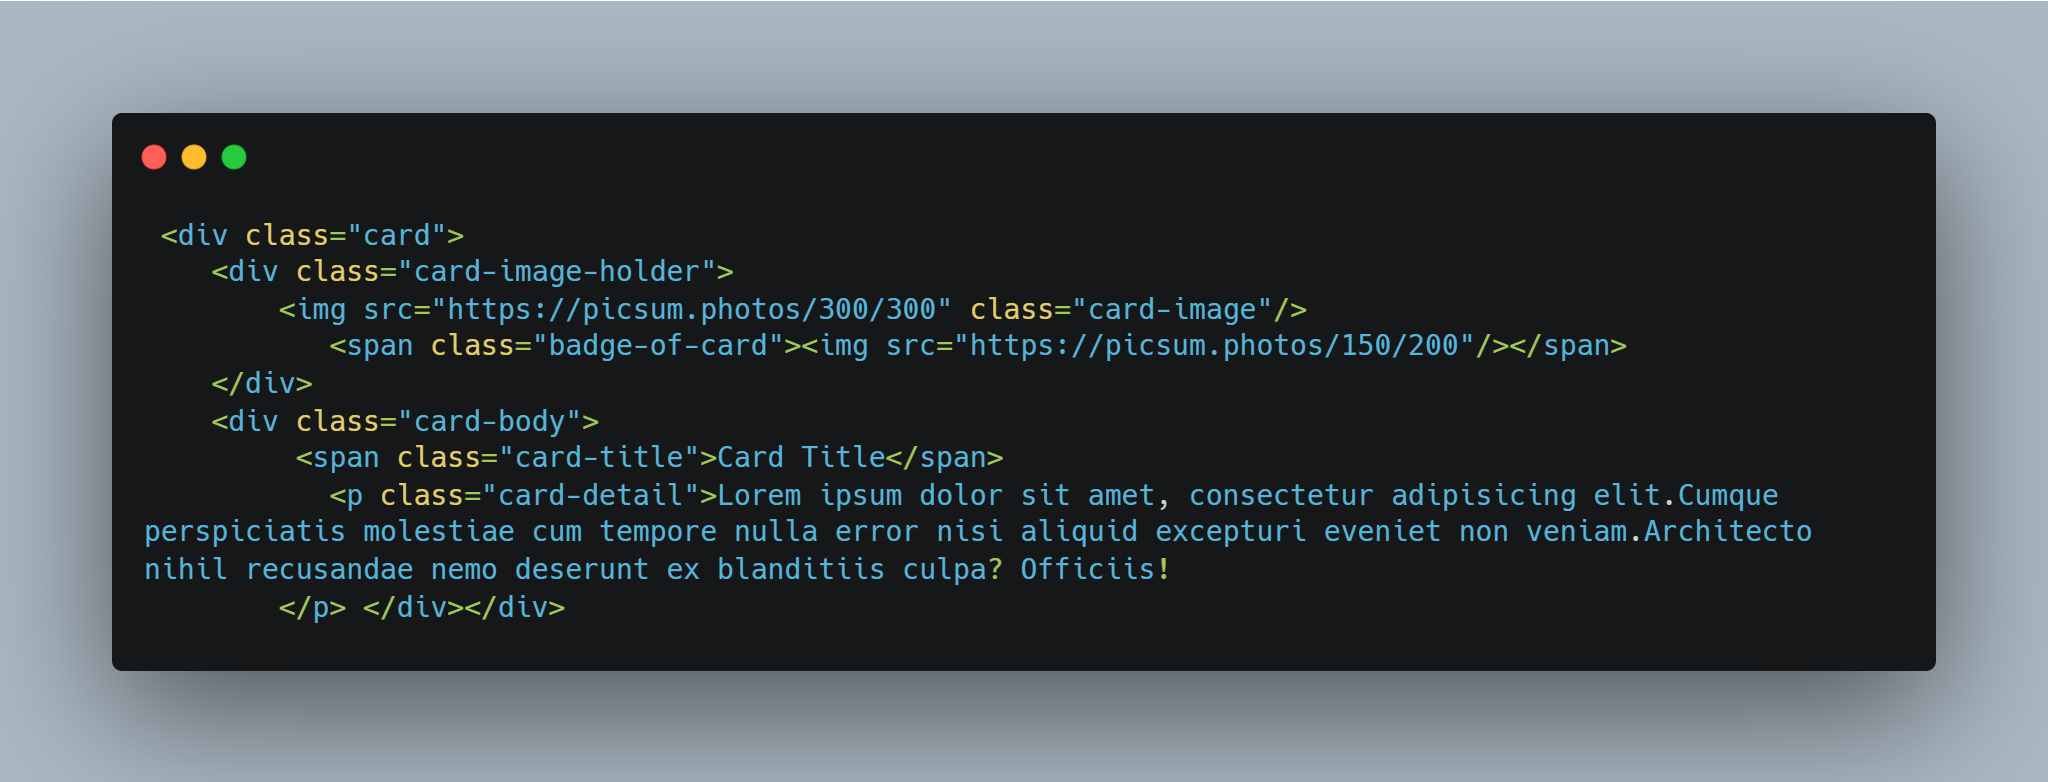 <div class="card">
<div class="card-image-holder">
<img src="https://picsum.photos/300/300" class="card-image"/>
<span class="badge-of-card"><img src="https://picsum.photos/150/200"/></span>
</div>
<div class="card-body">
<span class="card-title">Card Title</span>
<p class="card-detail">Lorem ipsum dolor sit amet, consectetur adipisicing elit.Cumque
perspiciatis molestiae cum tempore nulla error nisi aliquid excepturi eveniet non veniam.Architecto
nihil recusandae nemo deserunt ex blanditiis culpa? Officiis!
</p> </div></div>